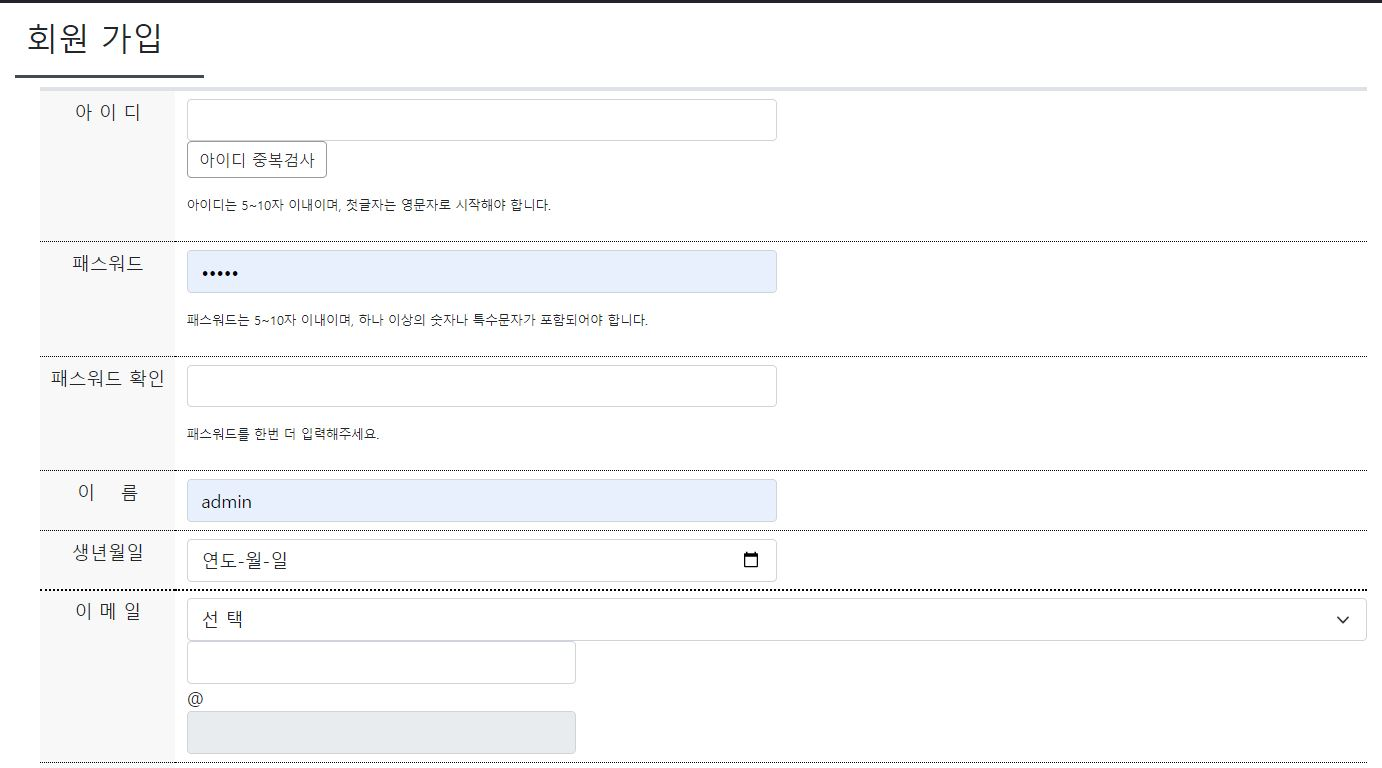 회원 가입
아 이 디
아이디 중복검사
아이디는 5~10자 이내이며, 첫글자는 영문자로 시작해야 합니다.
패스워드
•••••
패스워드는 5~10자 이내이며, 하나 이상의 숫자나 특수문자가 포함되어야 합니다.
패스워드 확인
패스워드를 한번 더 입력해주세요.
이 름
admin
생년월일
연도-월-일
이 메 일
선 택
@